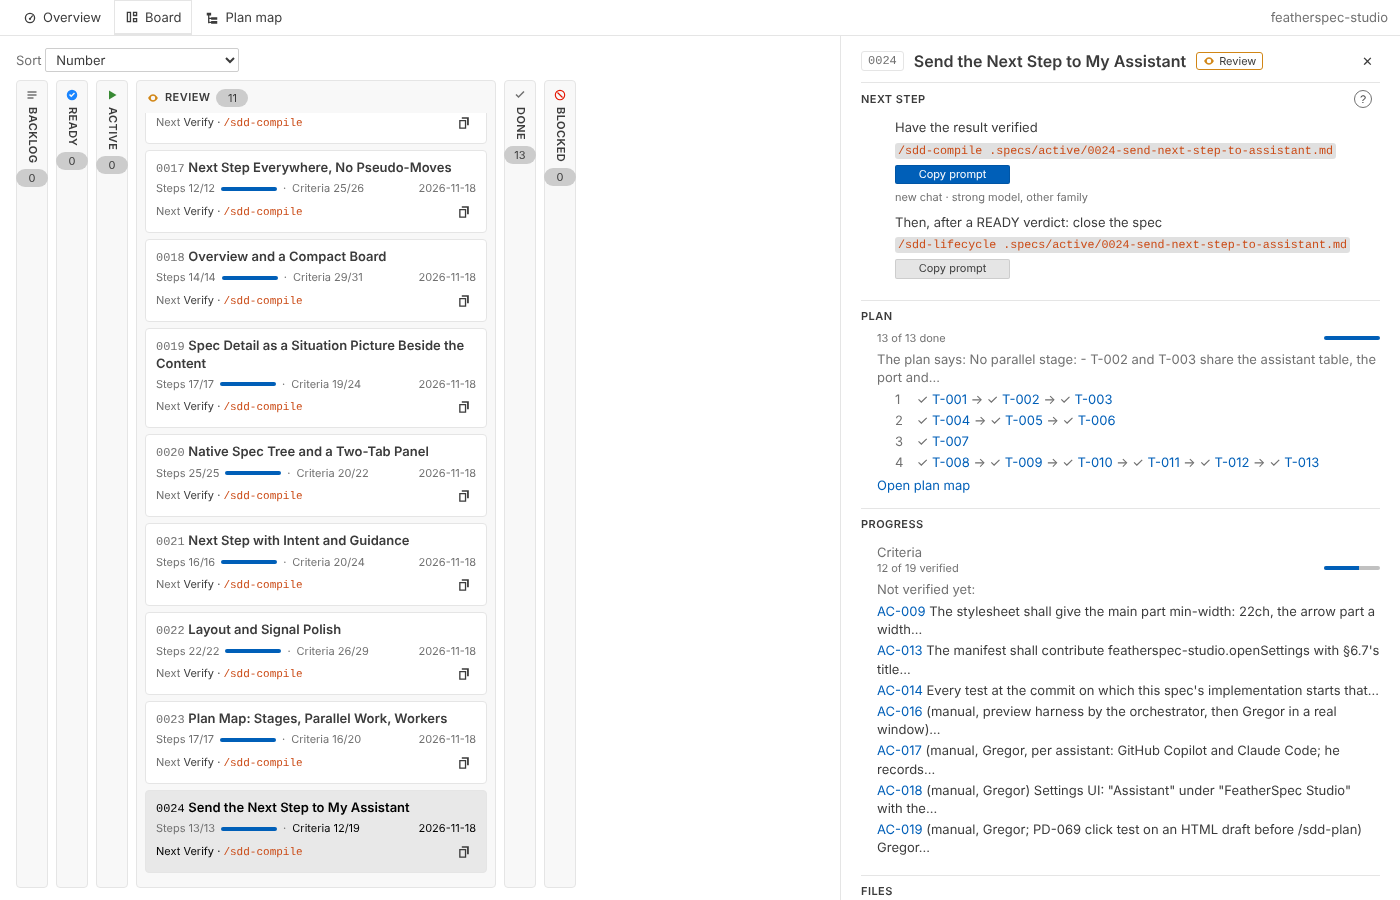 Overview
Board
Plan map
featherspec-studio
Sort Number
BACKLOG
0
READY
0
ACTIVE
0
REVIEW 11
Next Verify · /sdd-compile
0017 Next Step Everywhere, No Pseudo-Moves
Steps 12/12 · Criteria 25/26 2026-11-18
Next Verify · /sdd-compile
0018 Overview and a Compact Board
Steps 14/14 · Criteria 29/31 2026-11-18
Next Verify · /sdd-compile
0019 Spec Detail as a Situation Picture Beside the
Content
Steps 17/17 · Criteria 19/24 2026-11-18
Next Verify · /sdd-compile
0020 Native Spec Tree and a Two-Tab Panel
Steps 25/25 · Criteria 20/22 2026-11-18
Next Verify · /sdd-compile
0021 Next Step with Intent and Guidance
Steps 16/16 · Criteria 20/24 2026-11-18
Next Verify · /sdd-compile
0022 Layout and Signal Polish
Steps 22/22 · Criteria 26/29 2026-11-18
Next Verify · /sdd-compile
0023 Plan Map: Stages, Parallel Work, Workers
Steps 17/17 · Criteria 16/20 2026-11-18
Next Verify · /sdd-compile
0024 Send the Next Step to My Assistant
Steps 13/13 · Criteria 12/19 2026-11-18
Next Verify · /sdd-compile
DONE
13
BLOCKED
0
0024 Send the Next Step to My Assistant Review
NEXT STEP
?
Have the result verified
/sdd-compile .specs/active/0024-send-next-step-to-assistant.md
Copy prompt
new chat · strong model, other family
Then, after a READY verdict: close the spec
/sdd-lifecycle .specs/active/0024-send-next-step-to-assistant.md
Copy prompt
PLAN
13 of 13 done
The plan says: No parallel stage: - T-002 and T-003 share the assistant table, the
port and...
1 ✓ T-001 → ✓ T-002 → ✓ T-003
2 ✓ T-004 → ✓ T-005 → ✓ T-006
3 ✓ T-007
4 ✓ T-008 → ✓ T-009 → ✓ T-010 → ✓ T-011 → ✓ T-012 → ✓ T-013
Open plan map
PROGRESS
Criteria
12 of 19 verified
Not verified yet:
AC-009 The stylesheet shall give the main part min-width: 22ch, the arrow part a
width...
AC-013 The manifest shall contribute featherspec-studio.openSettings with §6.7's
title...
AC-014 Every test at the commit on which this spec's implementation starts that...
AC-016 (manual, preview harness by the orchestrator, then Gregor in a real
window)...
AC-017 (manual, Gregor, per assistant: GitHub Copilot and Claude Code; he
records...
AC-018 (manual, Gregor) Settings UI: "Assistant" under "FeatherSpec Studio"
with the...
AC-019 (manual, Gregor; PD-069 click test on an HTML draft before /sdd-plan)
Gregor...
FILES